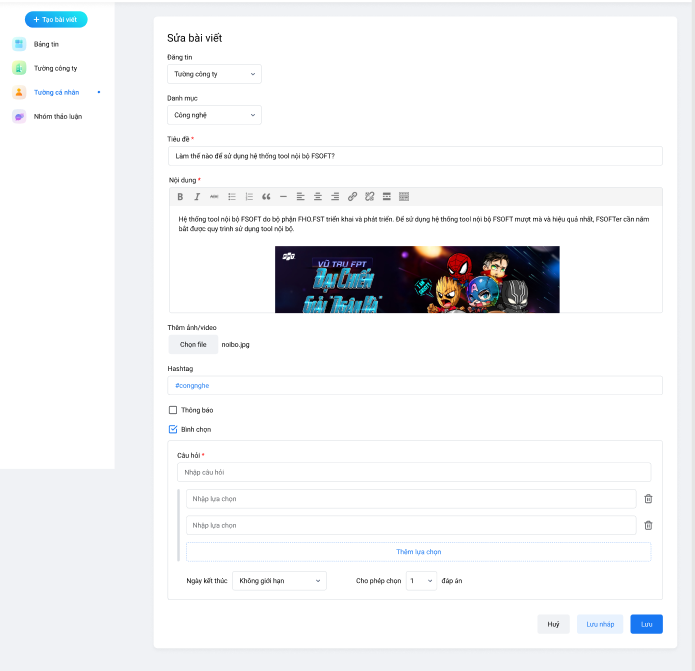 + Tạo bài viết
Bảng tin
Tường công ty
Tường cá nhân
Nhóm thảo luận
Sửa bài viết
Đăng tin
Tường công ty
Danh mục
Công nghệ
Tiêu đề *
Làm thế nào để sử dụng hệ thống tool nội bộ FSOFT?
Nội dung *
Hệ thống tool nội bộ FSOFT do bộ phận FHO.FST triển khai và phát triển. Để sử dụng hệ thống tool nội bộ FSOFT mượt mà và hiệu quả nhất, FSOFTer cần nắm
bắt được quy trình sử dụng tool nội bộ.
FPT
VŨ TRỤ FPT
ĐẠI CHIẾN
Thêm ảnh/video
Chọn file noibo.jpg
Hashtag
#congnghe
Thông báo
Bình chọn
Câu hỏi *
Nhập câu hỏi
Nhập lựa chọn
Nhập lựa chọn
Thêm lựa chọn
Ngày kết thúc Không giới hạn Cho phép chọn 1 đáp án
Huỷ Lưu nháp Lưu